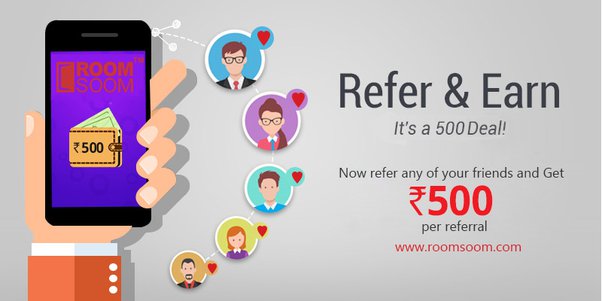 ROOM™
SOOM
₹500
Refer & Earn
It's a 500 Deal!
Now refer any of your friends and Get
₹500
per referral
www.roomsoom.com